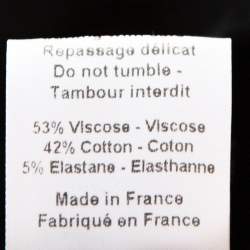 Repassage délicat
Do not tumble -
Tambour interdit
53% Viscose - Viscose
42% Cotton - Coton
5% Elastane - Elasthanne
Made in France
Fabriqué en France